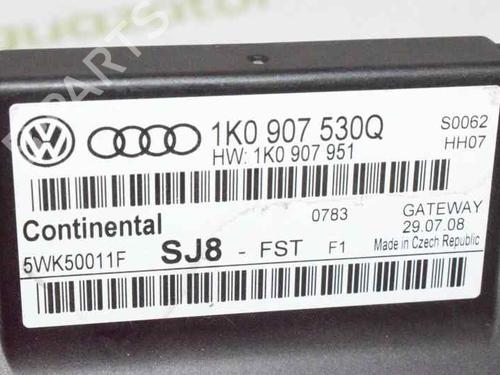 1K0 907 530Q
S0062
HW: 1K0 907 951
HH07
Continental
0783
GATEWAY
29.07.08
5WK50011F
SJ8 - FST F1
Made in Czech Republic